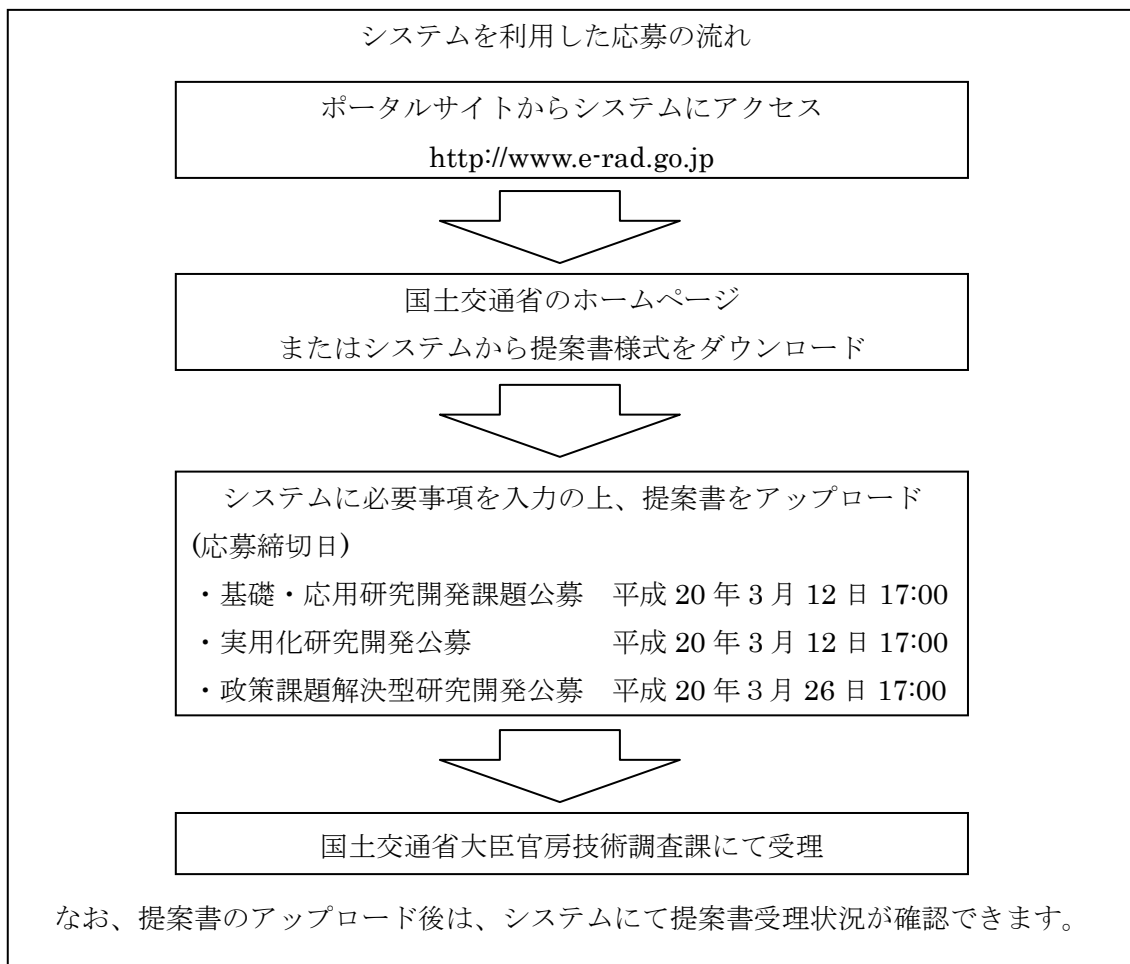 システムを利用した応募の流れ
ポータルサイトからシステムにアクセス
http://www.e-rad.go.jp
国土交通省のホームページ
またはシステムから提案書様式をダウンロード
システムに必要事項を入力の上、提案書をアップロード
(応募締切日)
・基礎・応用研究開発課題公募　平成 20 年 3 月 12 日 17:00
・実用化研究開発公募　　　　　平成 20 年 3 月 12 日 17:00
・政策課題解決型研究開発公募　平成 20 年３月 26 日 17:00
国土交通省大臣官房技術調査課にて受理
なお、提案書のアップロード後は、システムにて提案書受理状況が確認できます。